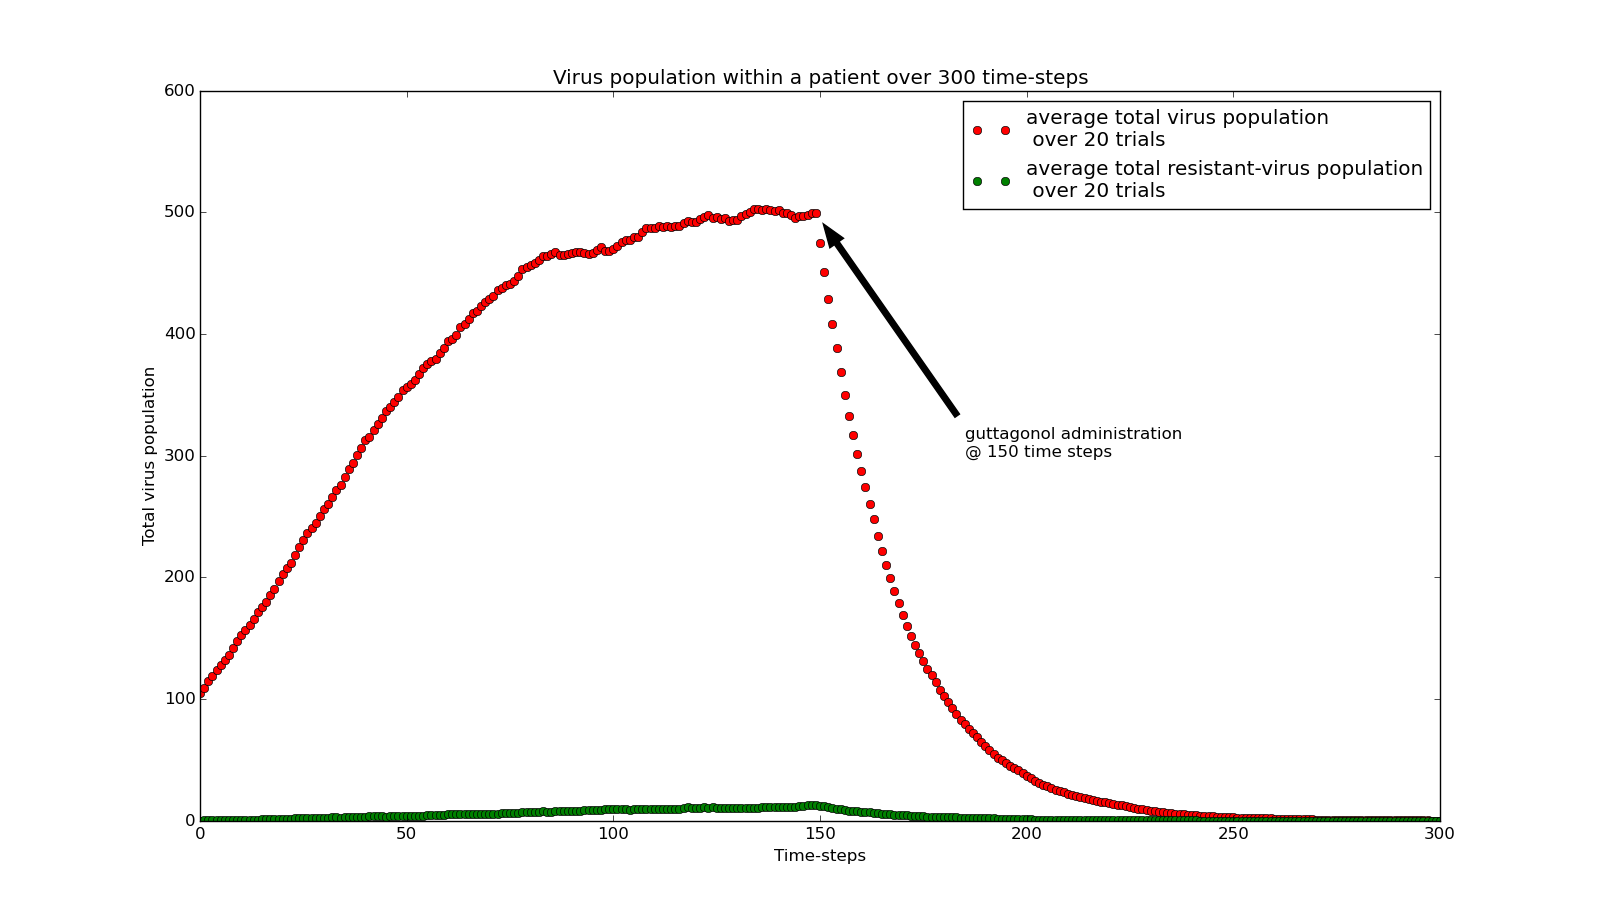 Virus population within a patient over 300 time-steps
600
500
400
300
200
100
0
Total virus population
average total virus population
over 20 trials
average total resistant-virus population
over 20 trials
guttagonol administration
@ 150 time steps
0
50
100
150
200
250
300
Time-steps